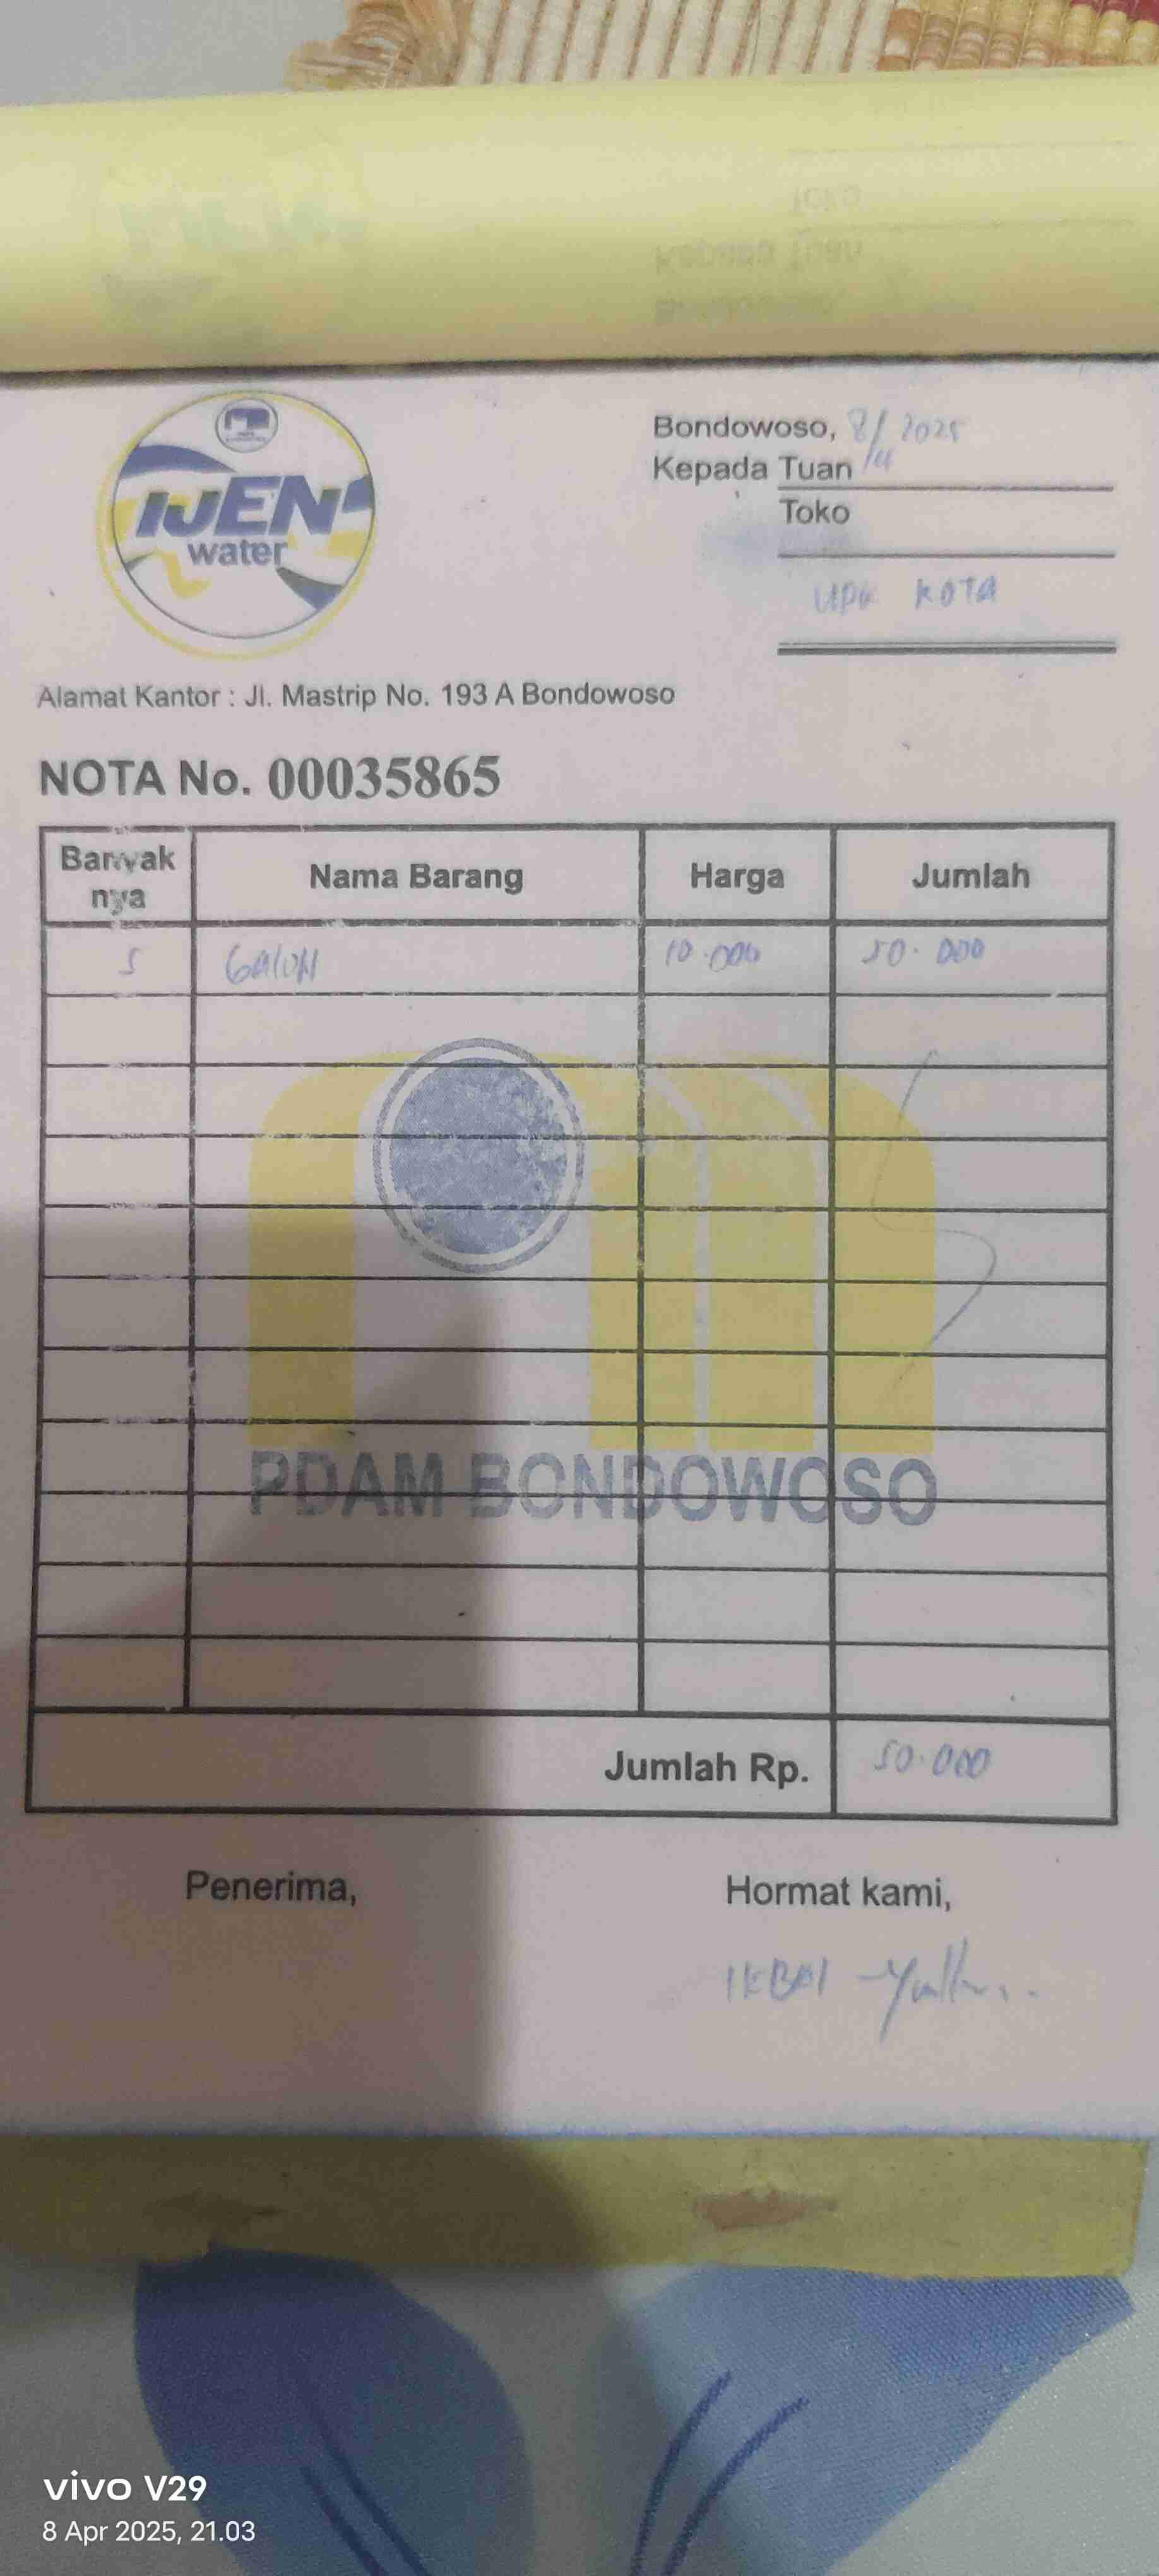 IJEN
water
Bondowoso, 8/4 2025
Kepada Tuan
Toko
UPK KOTA
Alamat Kantor : Jl. Mastrip No. 193 A Bondowoso
NOTA No. 00035865
Banyak nya Nama Barang Harga Jumlah
5 GALON 10.000 50.000
PDAM BONDOWOSO
Jumlah Rp. 50.000
Penerima, Hormat kami,
IKBAl
vivo V29
8 Apr 2025, 21.03